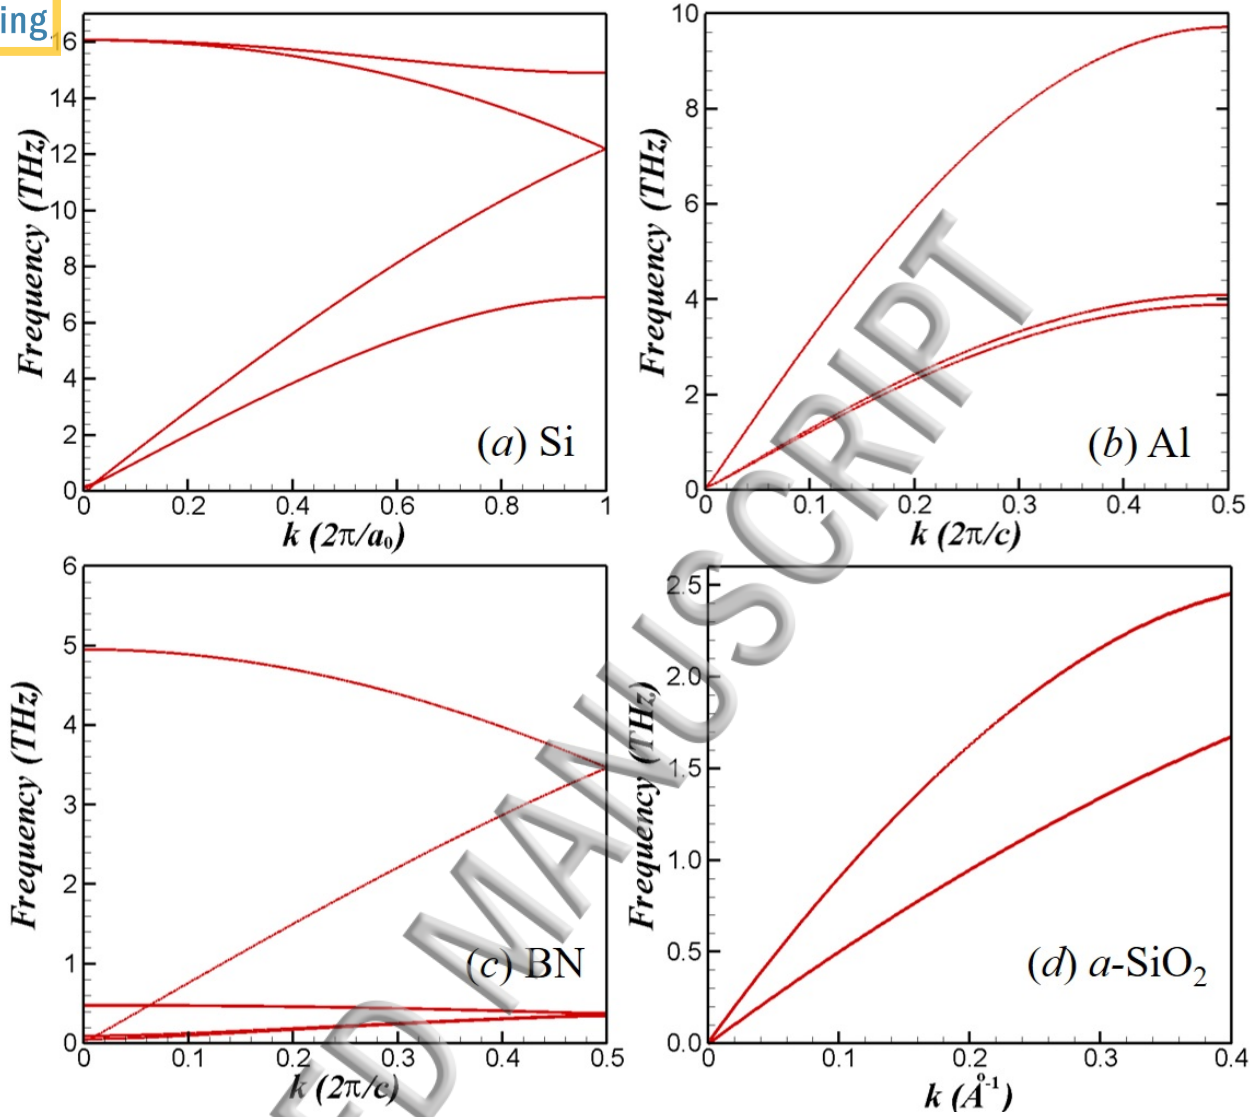 ing
16
14
12
10
8
6
4
2
0
Frequency (THz)
(a) Si
0 0.2 0.4 0.6 0.8 1
k (2π/a₀)
10
8
6
4
2
0
Frequency (THz)
(b) Al
0 0.1 0.2 0.3 0.4 0.5
k (2π/c)
6
5
4
3
2
1
0
Frequency (THz)
(c) BN
0 0.1 0.2 0.3 0.4 0.5
k (2π/c)
2.5
2.0
1.5
1.0
0.5
0.0
Frequency (THz)
(d) a-SiO₂
0 0.1 0.2 0.3 0.4
k (Å⁻¹)
ED MANUSCRIPT